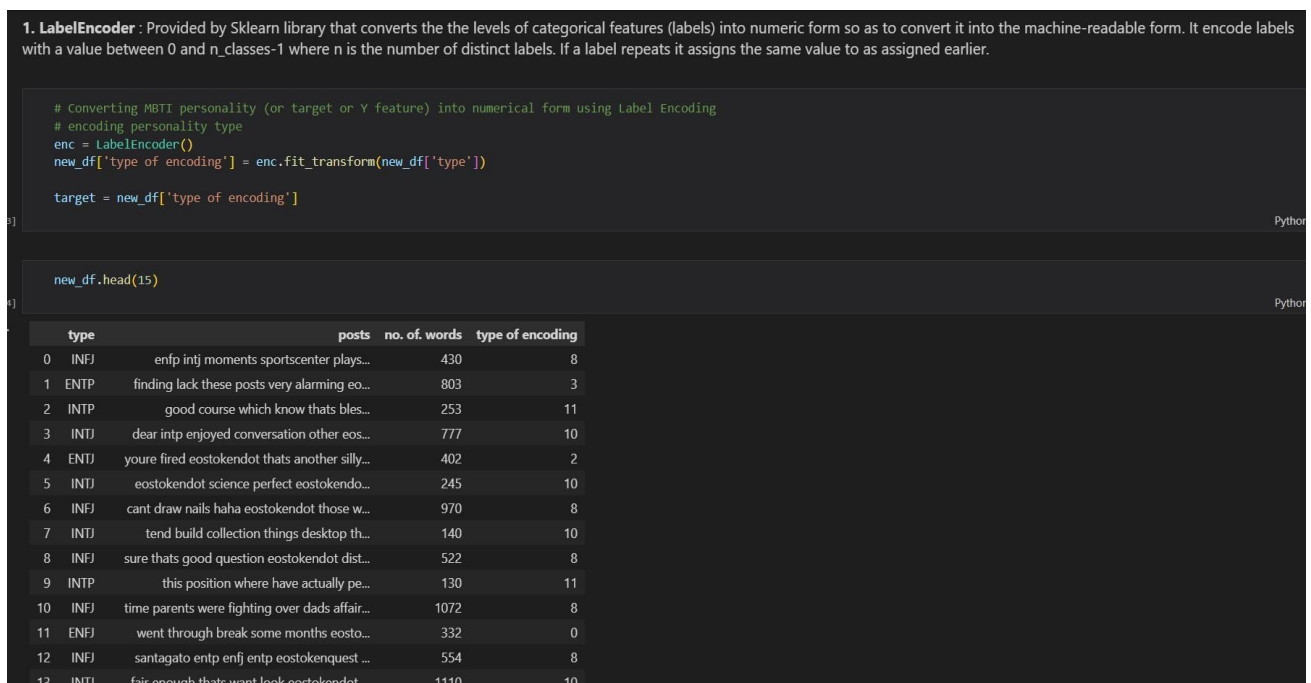 1. LabelEncoder : Provided by Sklearn library that converts the the levels of categorical features (labels) into numeric form so as to convert it into the machine-readable form. It encode labels
with a value between 0 and n_classes-1 where n is the number of distinct labels. If a label repeats it assigns the same value to as assigned earlier.
# Converting MBTI personality (or target or Y feature) into numerical form using Label Encoding
# encoding personality type
enc = LabelEncoder()
new_df['type of encoding'] = enc.fit_transform(new_df['type'])
target = new_df['type of encoding']
3] Python
new_df.head(15)
4] Python
type posts no. of. words type of encoding
0 INFJ enfp intj moments sportscenter plays... 430 8
1 ENTP finding lack these posts very alarming eo... 803 3
2 INTP good course which know thats bles... 253 11
3 INTJ dear intp enjoyed conversation other eos... 777 10
4 ENTJ youre fired eostokendot thats another silly... 402 2
5 INTJ eostokendot science perfect eostokendo... 245 10
6 INFJ cant draw nails haha eostokendot those w... 970 8
7 INTJ tend build collection things desktop th... 140 10
8 INFJ sure thats good question eostokendot dist... 522 8
9 INTP this position where have actually pe... 130 11
10 INFJ time parents were fighting over dads affair... 1072 8
11 ENFJ went through break some months eosto... 332 0
12 INFJ santagato entp enfj entp eostokenquest ... 554 8
13 INTJ fair enough thats want look eostokendot... 1110 10